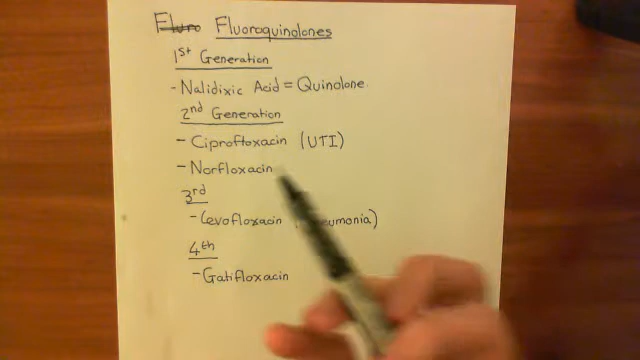 Fluro Fluoroquinolones
1st Generation
- Nalidixic Acid = Quinolone
2nd Generation
- Ciprofloxacin (UTI)
- Norfloxacin
3rd
- Levofloxacin
4th
- Gatifloxacin